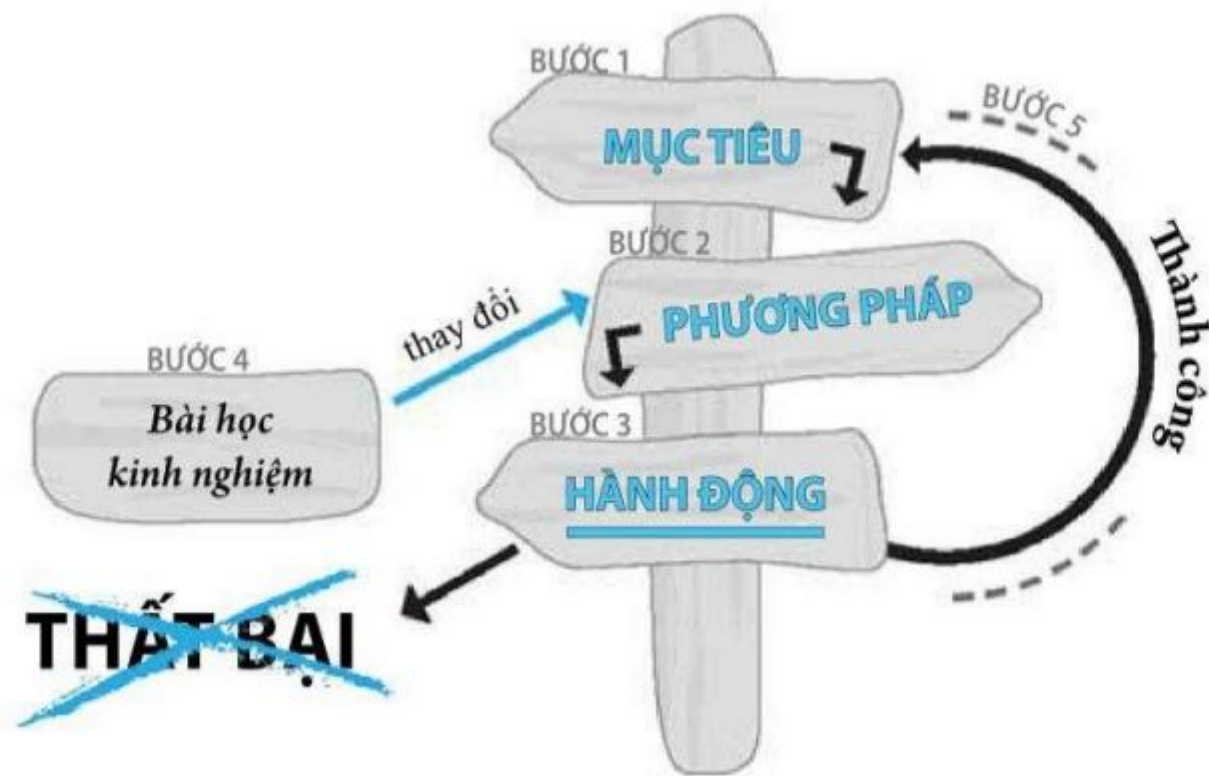 BƯỚC 1
MỤC TIÊU
BƯỚC 5
BƯỚC 2
PHƯƠNG PHÁP
Thành công
thay đổi
BƯỚC 4
Bài học
kinh nghiệm
BƯỚC 3
HÀNH ĐỘNG
THẤT BẠI